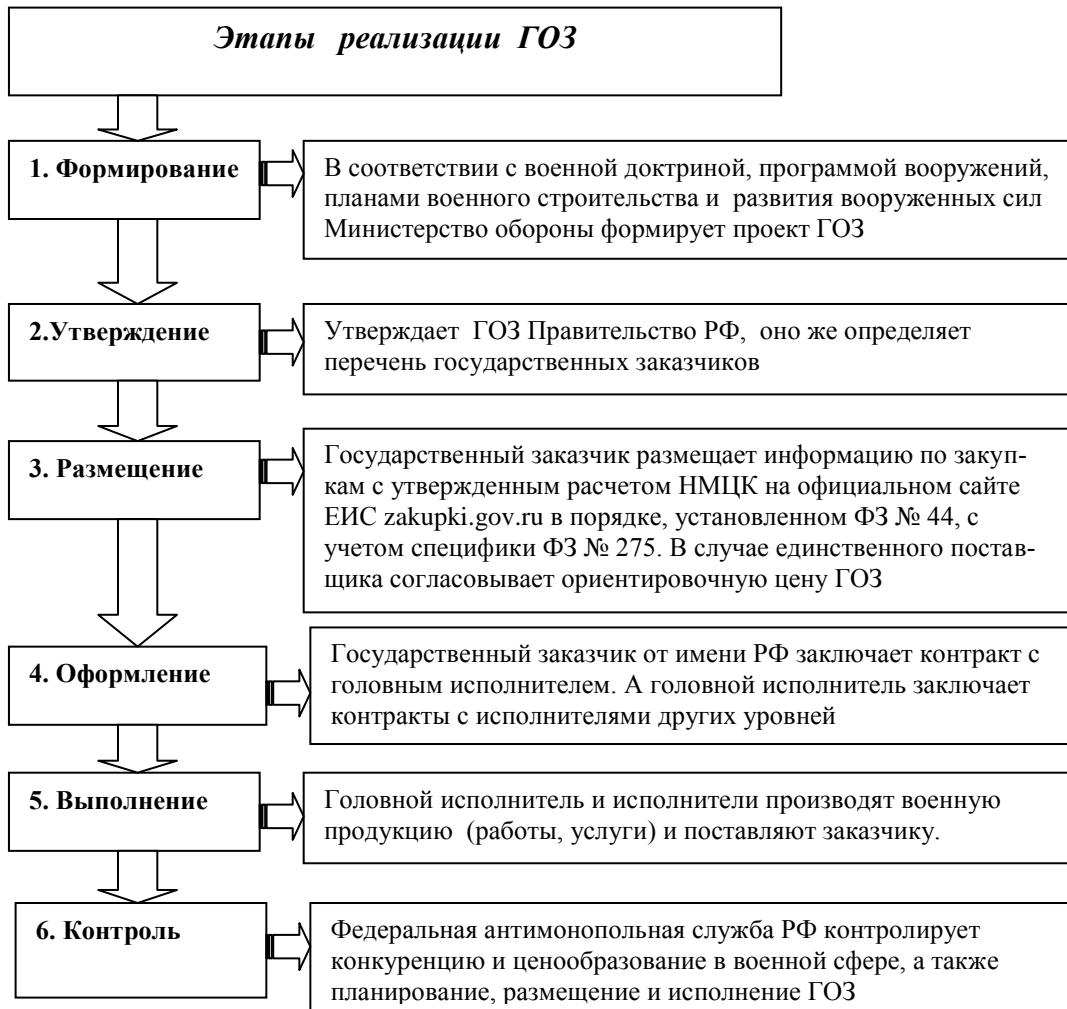 Этапы реализации ГОЗ
1. Формирование
В соответствии с военной доктриной, программой вооружений,
планами военного строительства и развития вооруженных сил
Министерство обороны формирует проект ГОЗ
2.Утверждение
Утверждает ГОЗ Правительство РФ, оно же определяет
перечень государственных заказчиков
3. Размещение
Государственный заказчик размещает информацию по закуп-
кам с утвержденным расчетом НМЦК на официальном сайте
ЕИС zakupki.gov.ru в порядке, установленном ФЗ № 44, с
учетом специфики ФЗ № 275. В случае единственного постав-
щика согласовывает ориентировочную цену ГОЗ
4. Оформление
Государственный заказчик от имени РФ заключает контракт с
головным исполнителем. А головной исполнитель заключает
контракты с исполнителями других уровней
5. Выполнение
Головной исполнитель и исполнители производят военную
продукцию (работы, услуги) и поставляют заказчику.
6. Контроль
Федеральная антимонопольная служба РФ контролирует
конкуренцию и ценообразование в военной сфере, а также
планирование, размещение и исполнение ГОЗ